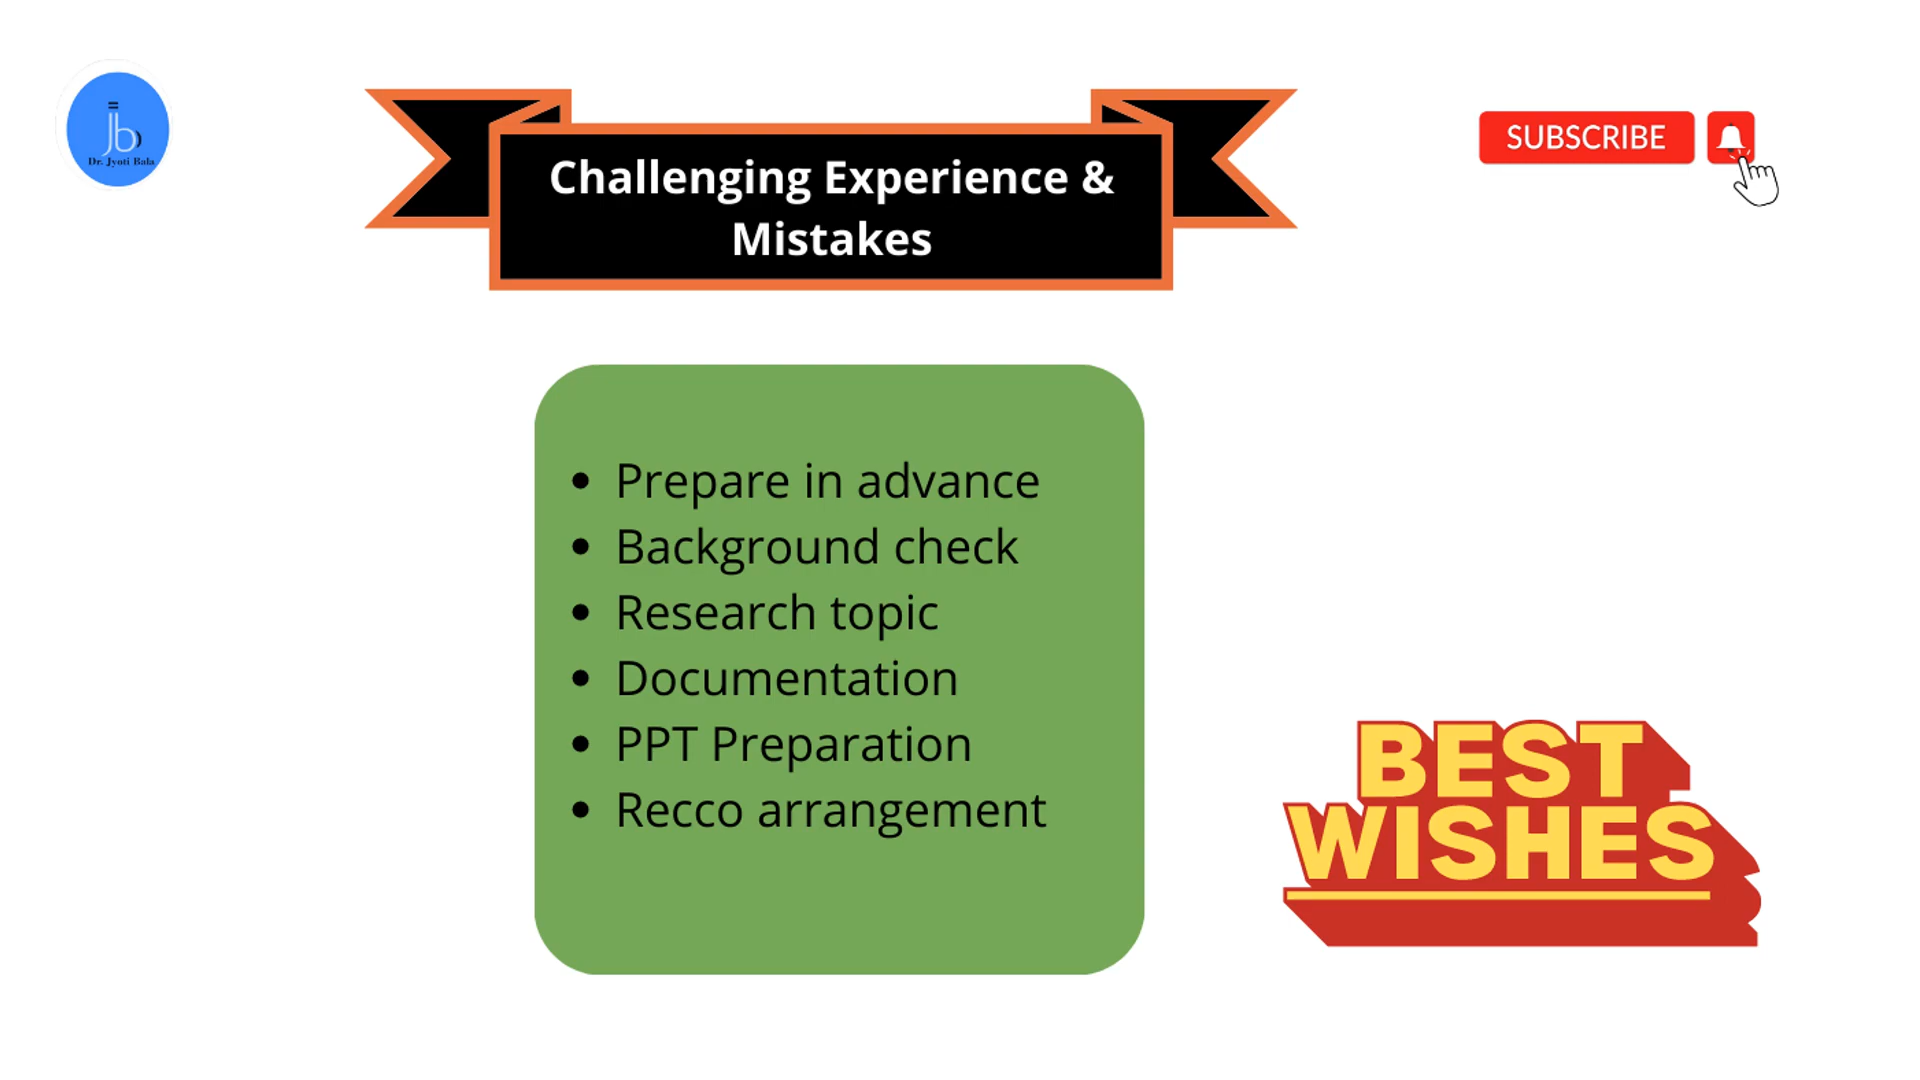 jb
Dr. Jyoti Bala
Challenging Experience &
Mistakes
SUBSCRIBE
• Prepare in advance
• Background check
• Research topic
• Documentation
• PPT Preparation
• Recco arrangement
BEST
WISHES